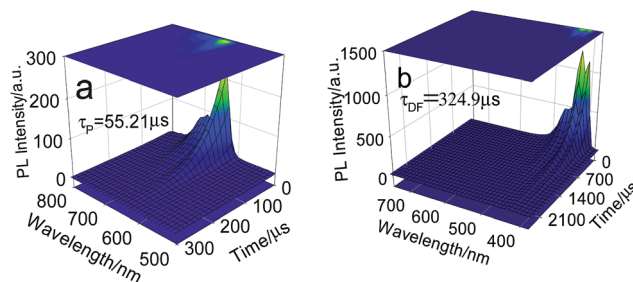 300
200
100
0
PL Intensity/a.u.
a
τP=55.21μs
800
700
600
500
Wavelength/nm
300
200
100
0
Time/μs
1500
1000
500
0
PL Intensity/a.u.
b
τDF=324.9μs
700
600
500
400
Wavelength/nm
2100
1400
700
0
Time/μs